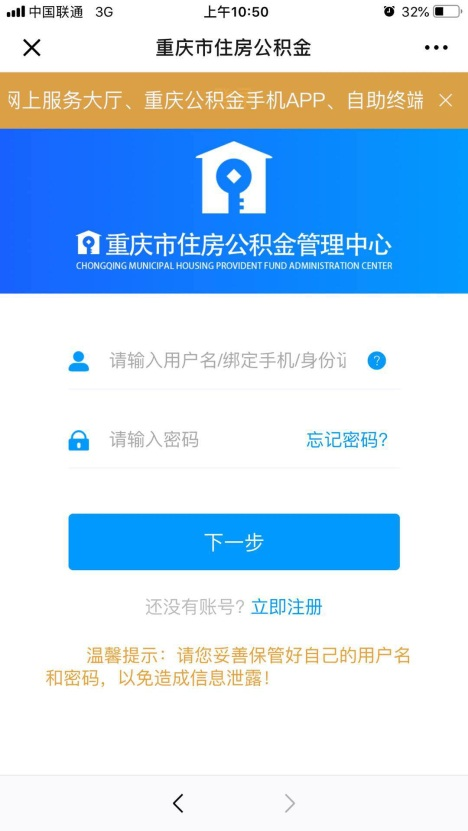 中国联通 3G 上午10:50 32%
重庆市住房公积金
网上服务大厅、重庆公积金手机APP、自助终端
重庆市住房公积金管理中心
CHONGQING MUNICIPAL HOUSING PROVIDENT FUND ADMINISTRATION CENTER
请输入用户名/绑定手机/身份证 ?
请输入密码 忘记密码?
下一步
还没有账号? 立即注册
温馨提示：请您妥善保管好自己的用户名
和密码，以免造成信息泄露！